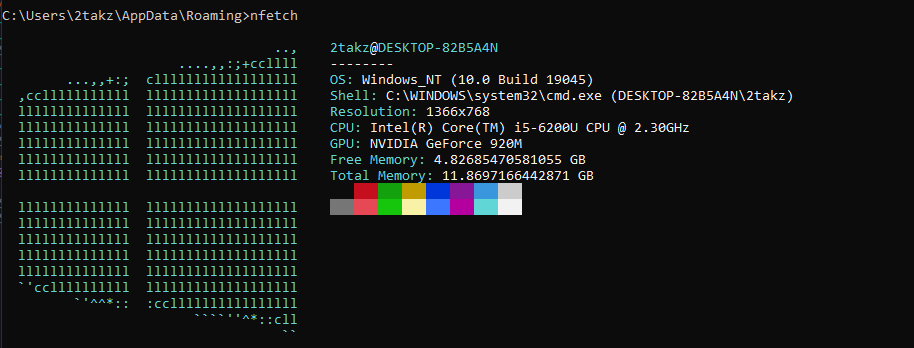 C:\Users\2takz\AppData\Roaming>nfetch
                                ..,
                    ....,,:;+ccllll
      ...,,+:;  cllllllllllllllllll
,cclllllllllll  lllllllllllllllllll
llllllllllllll  lllllllllllllllllll
llllllllllllll  lllllllllllllllllll
llllllllllllll  lllllllllllllllllll
llllllllllllll  lllllllllllllllllll
llllllllllllll  lllllllllllllllllll
llllllllllllll  lllllllllllllllllll
llllllllllllll  lllllllllllllllllll
llllllllllllll  lllllllllllllllllll
llllllllllllll  lllllllllllllllllll
llllllllllllll  lllllllllllllllllll
`'ccllllllllll  lllllllllllllllllll
       `'^^*::  :ccllllllllllllllll
                      ````''^*::cll
                                 ``
2takz@DESKTOP-82B5A4N
--------
OS: Windows_NT (10.0 Build 19045)
Shell: C:\WINDOWS\system32\cmd.exe (DESKTOP-82B5A4N\2takz)
Resolution: 1366x768
CPU: Intel(R) Core(TM) i5-6200U CPU @ 2.30GHz
GPU: NVIDIA GeForce 920M
Free Memory: 4.82685470581055 GB
Total Memory: 11.8697166442871 GB